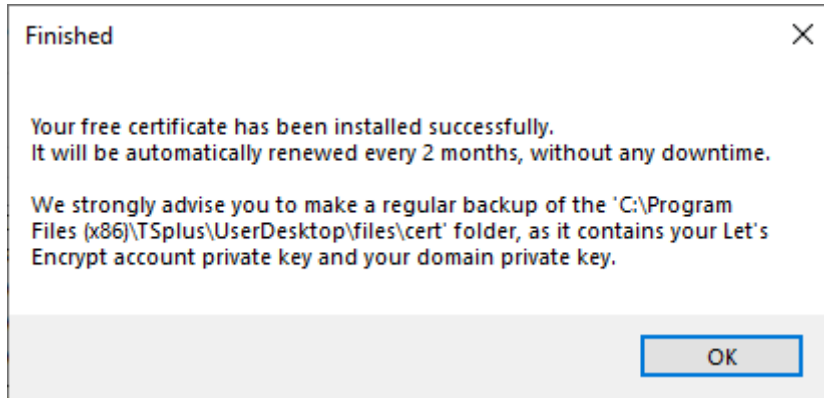 Finished
Your free certificate has been installed successfully.
It will be automatically renewed every 2 months, without any downtime.
We strongly advise you to make a regular backup of the 'C:\Program
Files (x86)\TSplus\UserDesktop\files\cert' folder, as it contains your Let's
Encrypt account private key and your domain private key.
OK